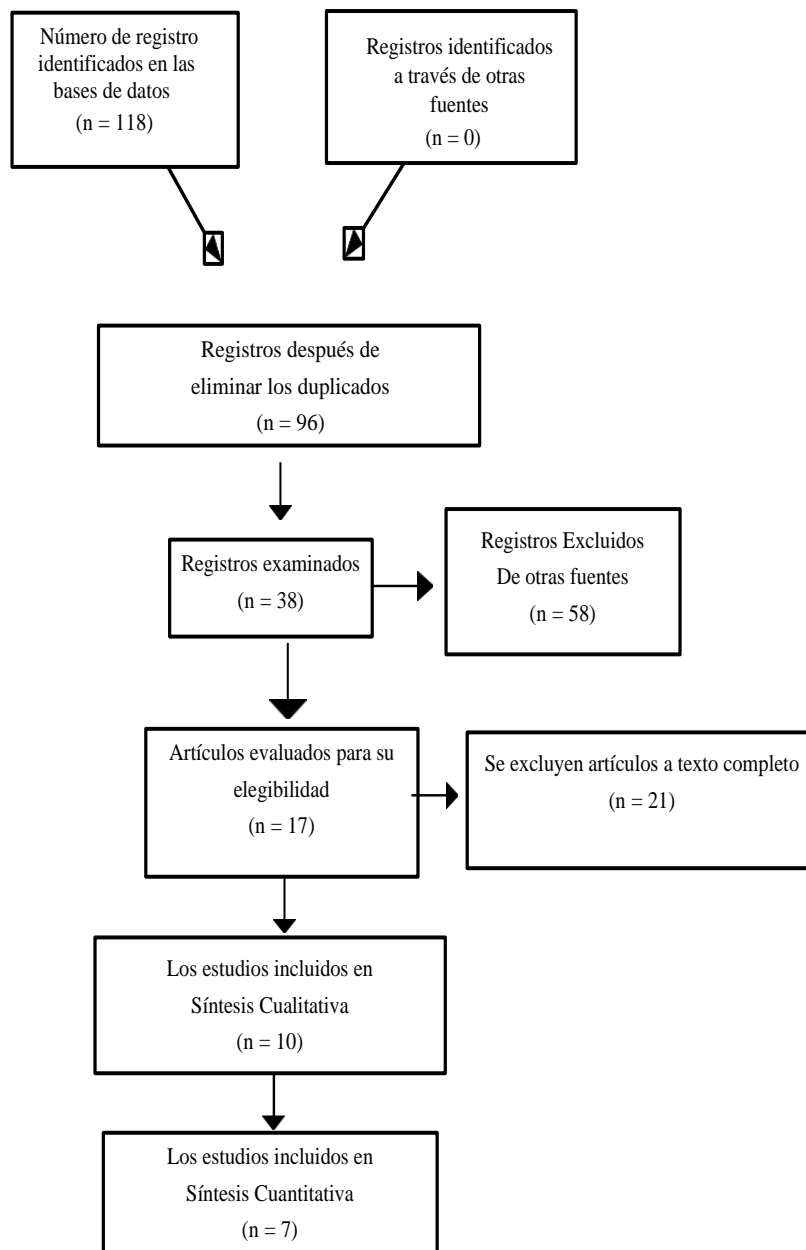 Número de registro
identificados en las
bases de datos
(n = 118)
Registros identificados
a través de otras
fuentes
(n = 0)
Registros después de
eliminar los duplicados
(n = 96)
Registros examinados
(n = 38)
Registros Excluidos
De otras fuentes
(n = 58)
Artículos evaluados para su
elegibilidad
(n = 17)
Se excluyen artículos a texto completo
(n = 21)
Los estudios incluidos en
Síntesis Cualitativa
(n = 10)
Los estudios incluidos en
Síntesis Cuantitativa
(n = 7)